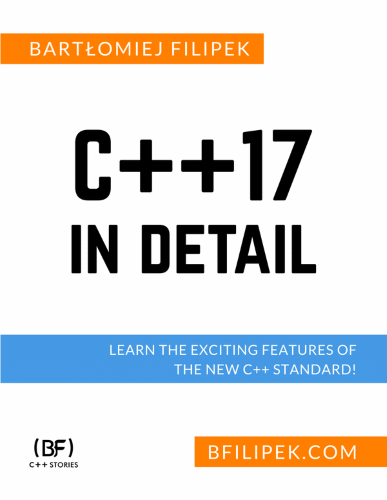 BARTŁOMIEJ FILIPEK
C++17
IN DETAIL
LEARN THE EXCITING FEATURES OF
THE NEW C++ STANDARD!
(BF)
C++ STORIES
BFILIPEK.COM